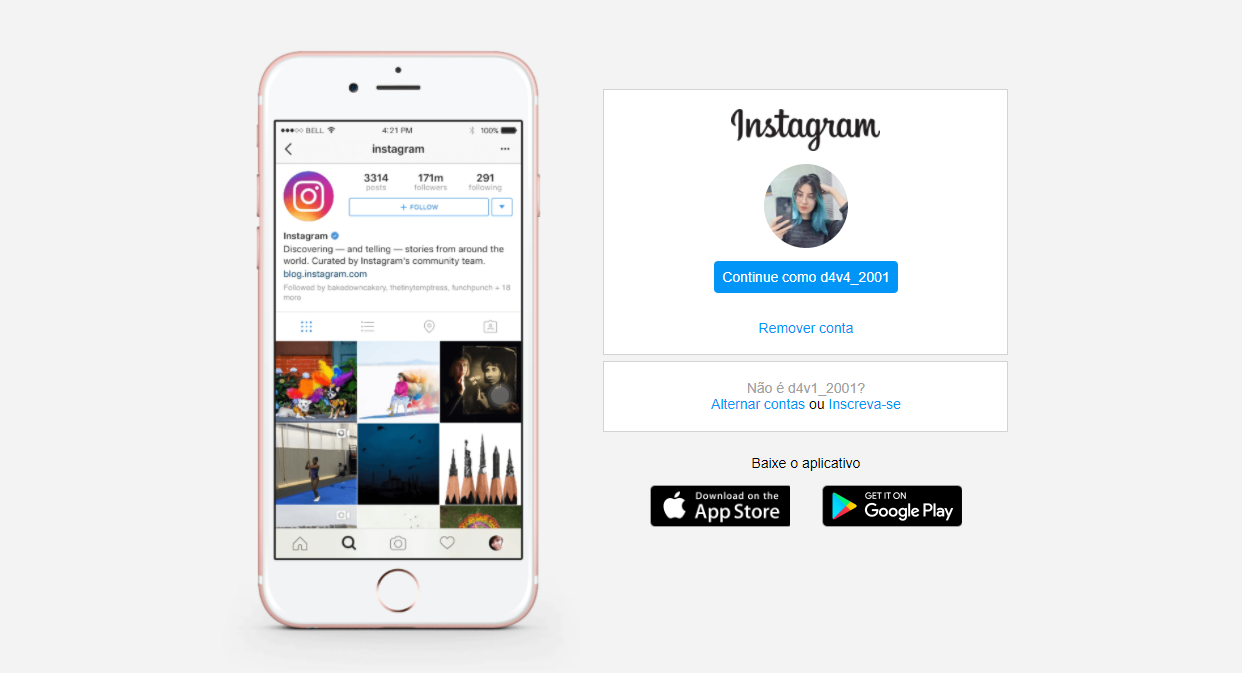 ●●●○○ BELL 4:21 PM 100%
instagram
3314 171m 291
posts followers following
+ FOLLOW
Instagram
Discovering — and telling — stories from around the
world. Curated by Instagram's community team.
blog.instagram.com
Followed by bakedowncakery, thetinytemptress, funchpunch + 18
more
Instagram
Continue como d4v4_2001
Remover conta
Não é d4v1_2001?
Alternar contas ou Inscreva-se
Baixe o aplicativo
Download on the
App Store
GET IT ON
Google Play